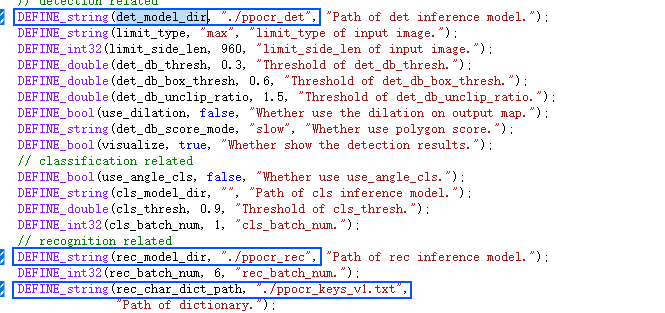 // detection related
DEFINE_string(det_model_dir, "./ppocr_det", "Path of det inference model.");
DEFINE_string(limit_type, "max", "limit_type of input image.");
DEFINE_int32(limit_side_len, 960, "limit_side_len of input image.");
DEFINE_double(det_db_thresh, 0.3, "Threshold of det_db_thresh.");
DEFINE_double(det_db_box_thresh, 0.6, "Threshold of det_db_box_thresh.");
DEFINE_double(det_db_unclip_ratio, 1.5, "Threshold of det_db_unclip_ratio.");
DEFINE_bool(use_dilation, false, "Whether use the dilation on output map.");
DEFINE_string(det_db_score_mode, "slow", "Whether use polygon score.");
DEFINE_bool(visualize, true, "Whether show the detection results.");
// classification related
DEFINE_bool(use_angle_cls, false, "Whether use use_angle_cls.");
DEFINE_string(cls_model_dir, "", "Path of cls inference model.");
DEFINE_double(cls_thresh, 0.9, "Threshold of cls_thresh.");
DEFINE_int32(cls_batch_num, 1, "cls_batch_num.");
// recognition related
DEFINE_string(rec_model_dir, "./ppocr_rec", "Path of rec inference model.");
DEFINE_int32(rec_batch_num, 6, "rec_batch_num.");
DEFINE_string(rec_char_dict_path, "./ppocr_keys_v1.txt",
"Path of dictionary.");